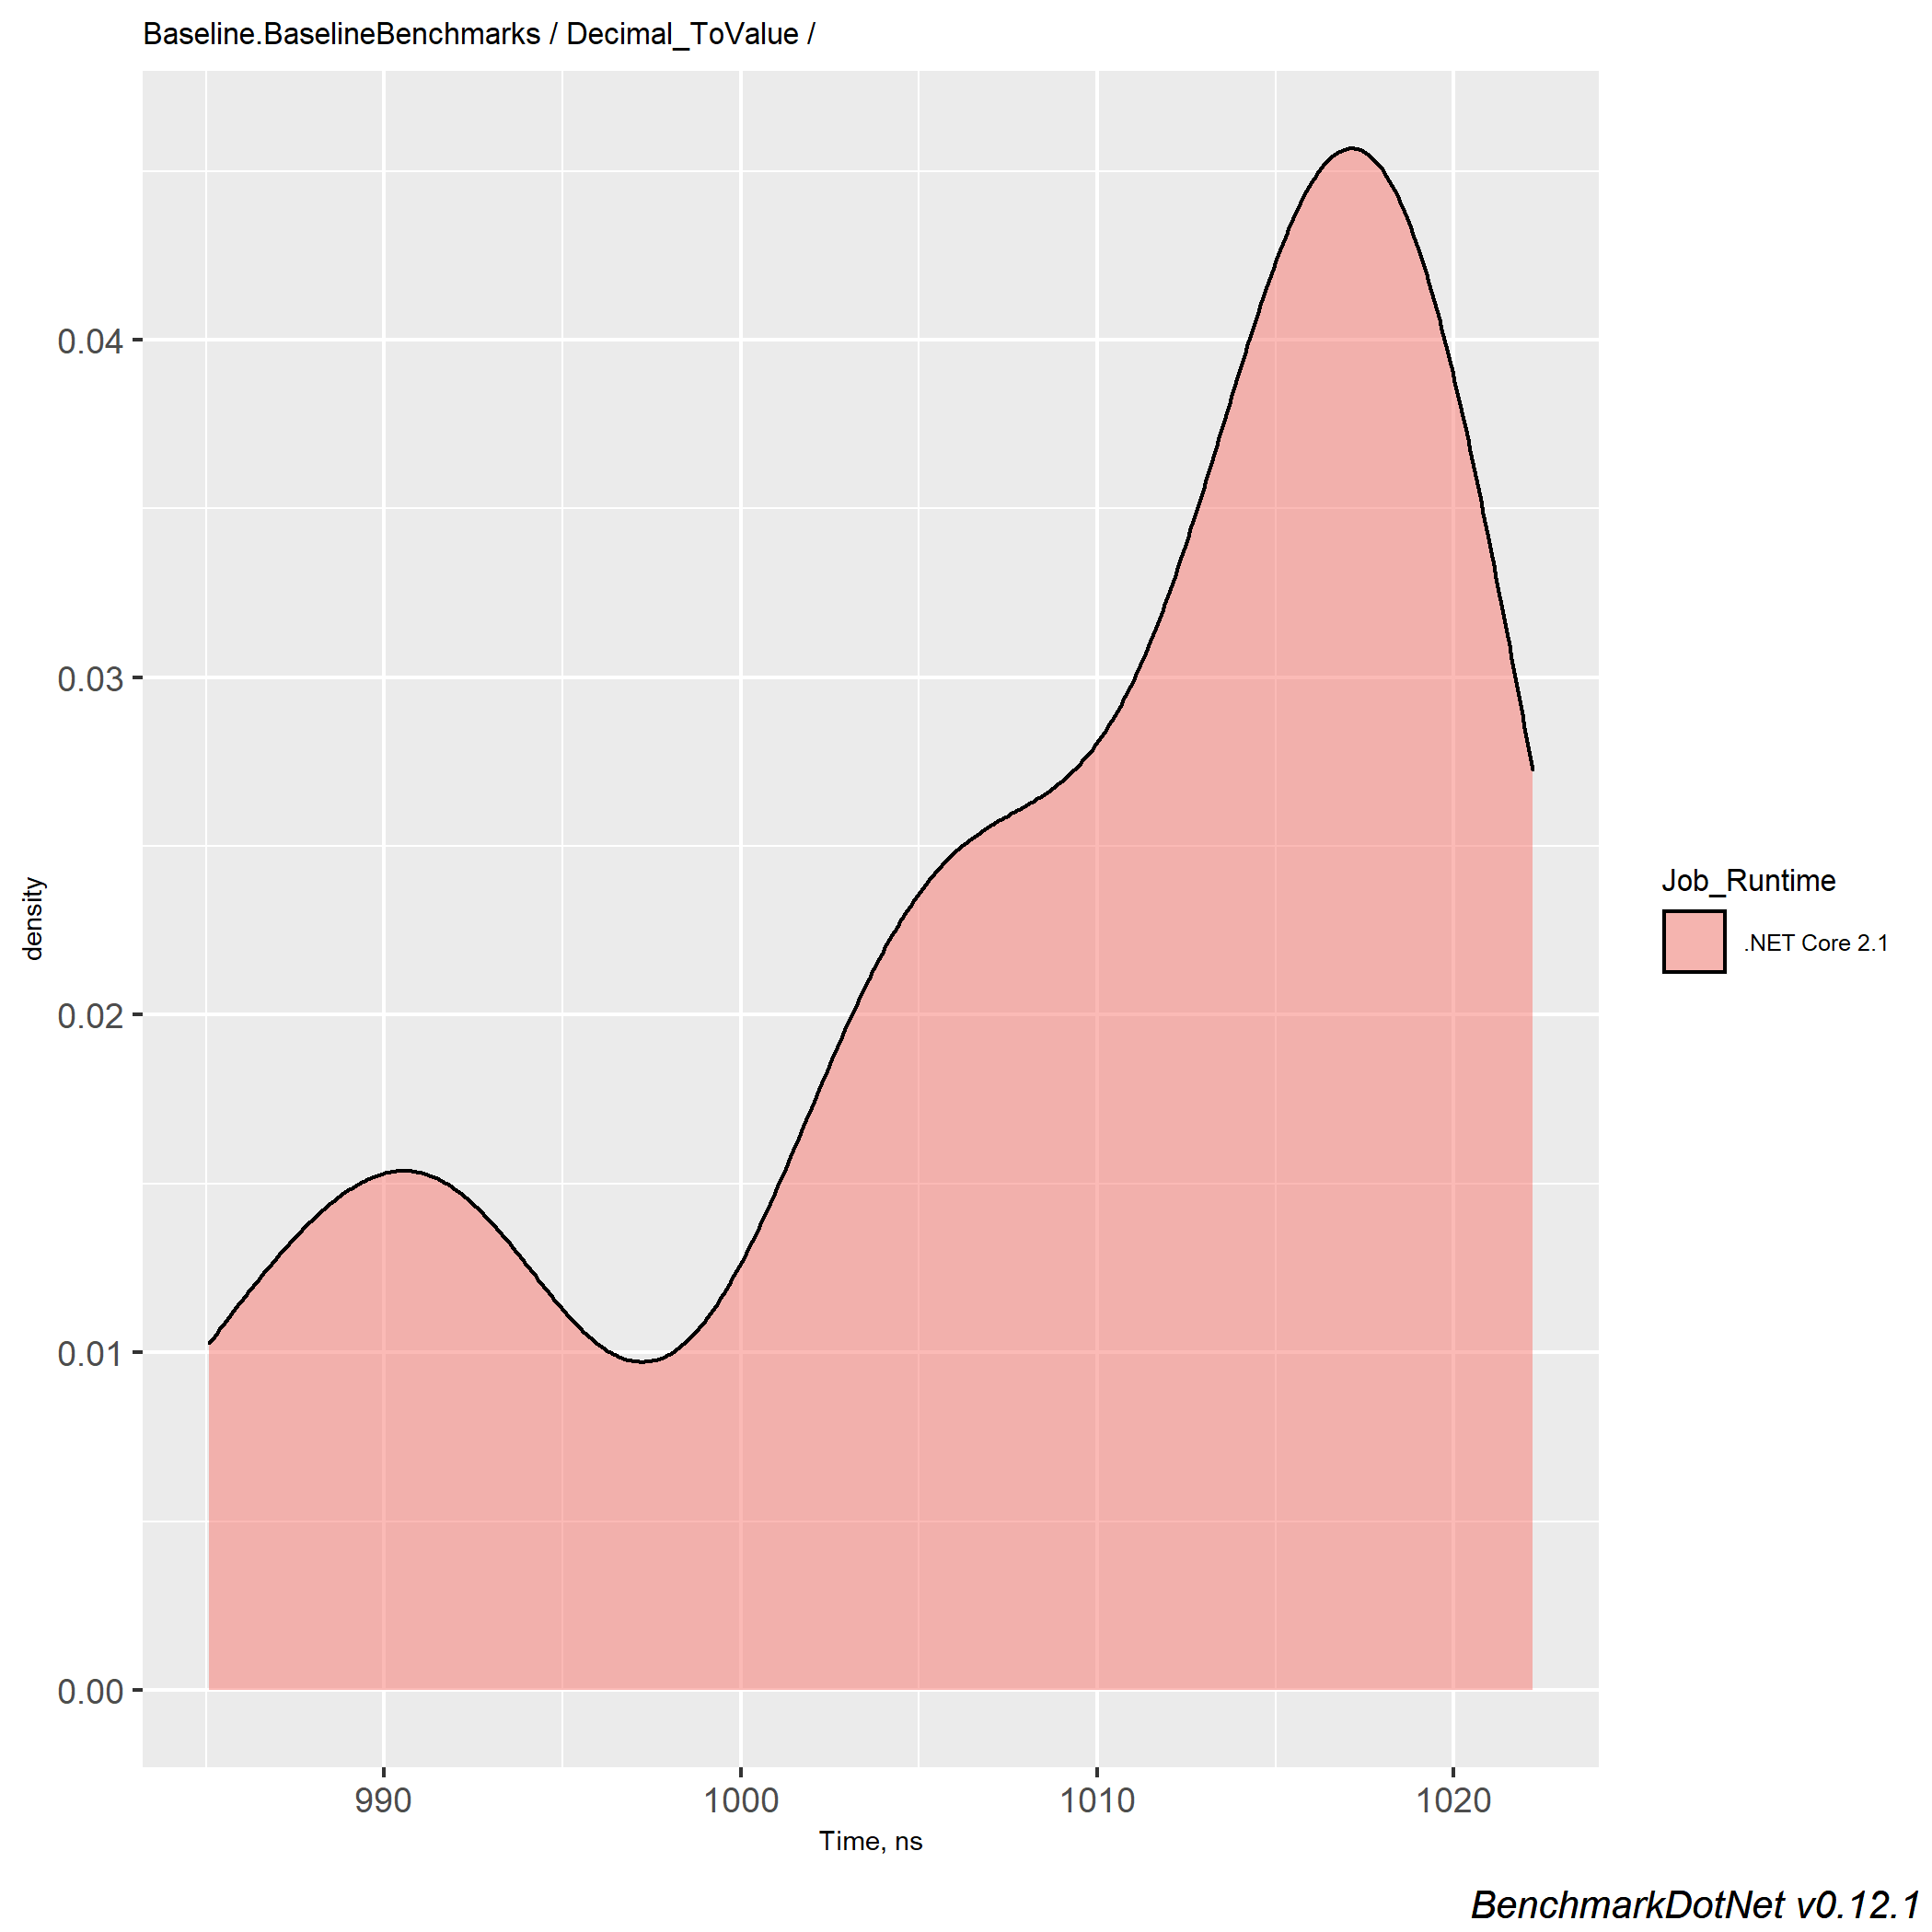 Baseline.BaselineBenchmarks / Decimal_ToValue /
0.04
0.03
0.02
0.01
0.00
density
990 1000 1010 1020
Time, ns
Job_Runtime
.NET Core 2.1
BenchmarkDotNet v0.12.1